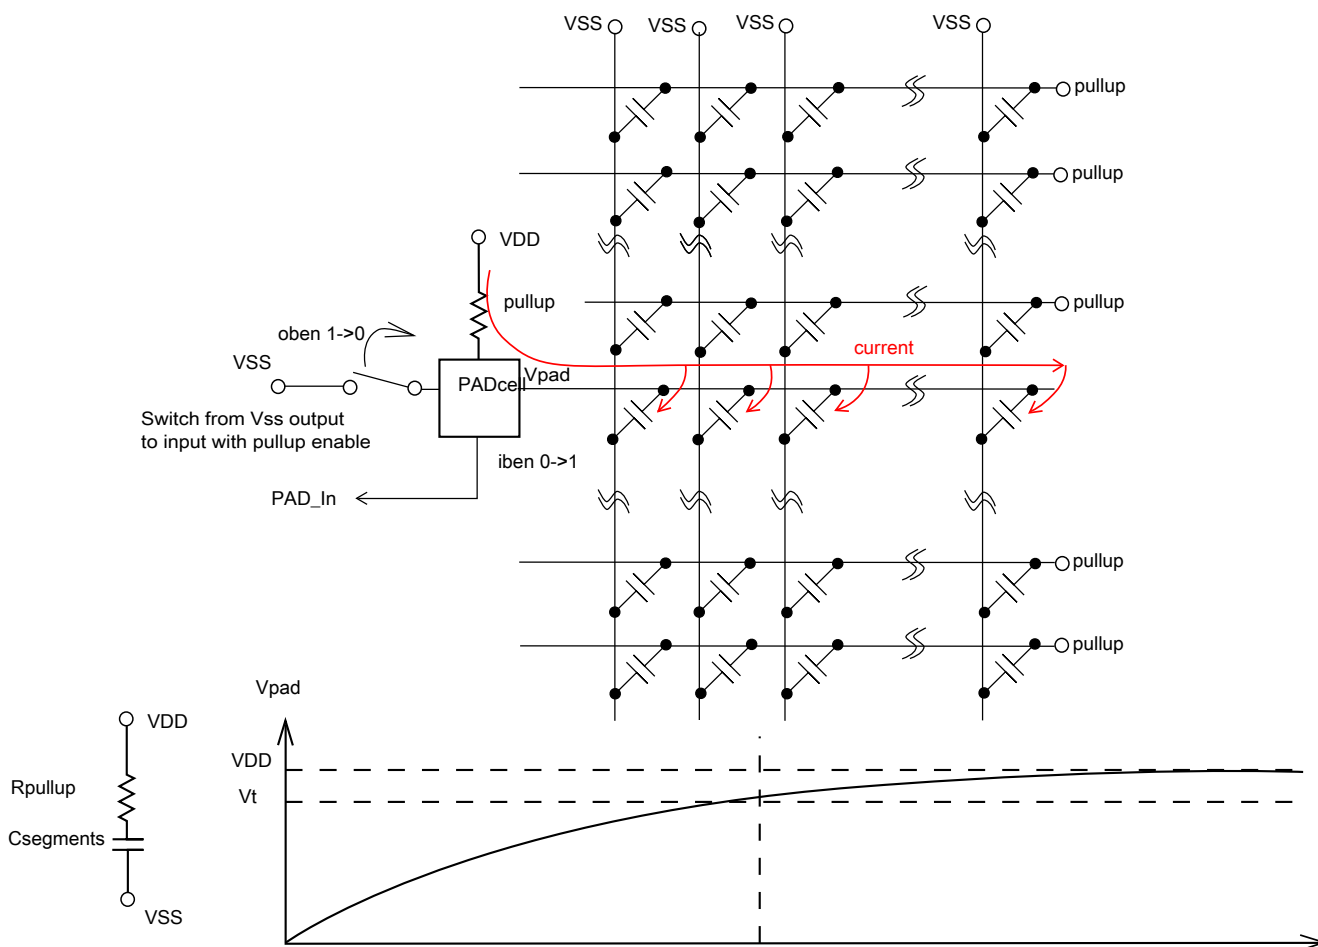 VSS
VSS
VSS
VSS
pullup
pullup
VDD
pullup
pullup
oben 1->0
current
VSS
PADcell
Vpad
Switch from Vss output
to input with pullup enable
iben 0->1
PAD_In
pullup
pullup
Vpad
VDD
VDD
Rpullup
Vt
Csegments
VSS